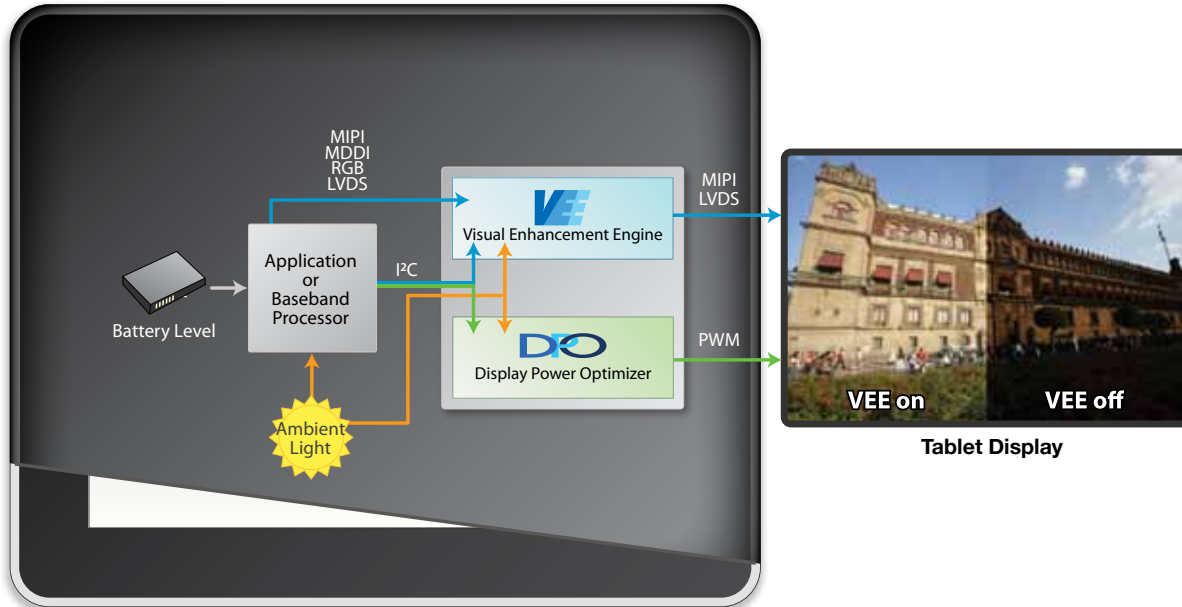 MIPI
MDDI
RGB
LVDS
VEE
Visual Enhancement Engine
MIPI
LVDS
Application
or
Baseband
Processor
I²C
Battery Level
DPO
Display Power Optimizer
PWM
Ambient
Light
VEE on
VEE off
Tablet Display